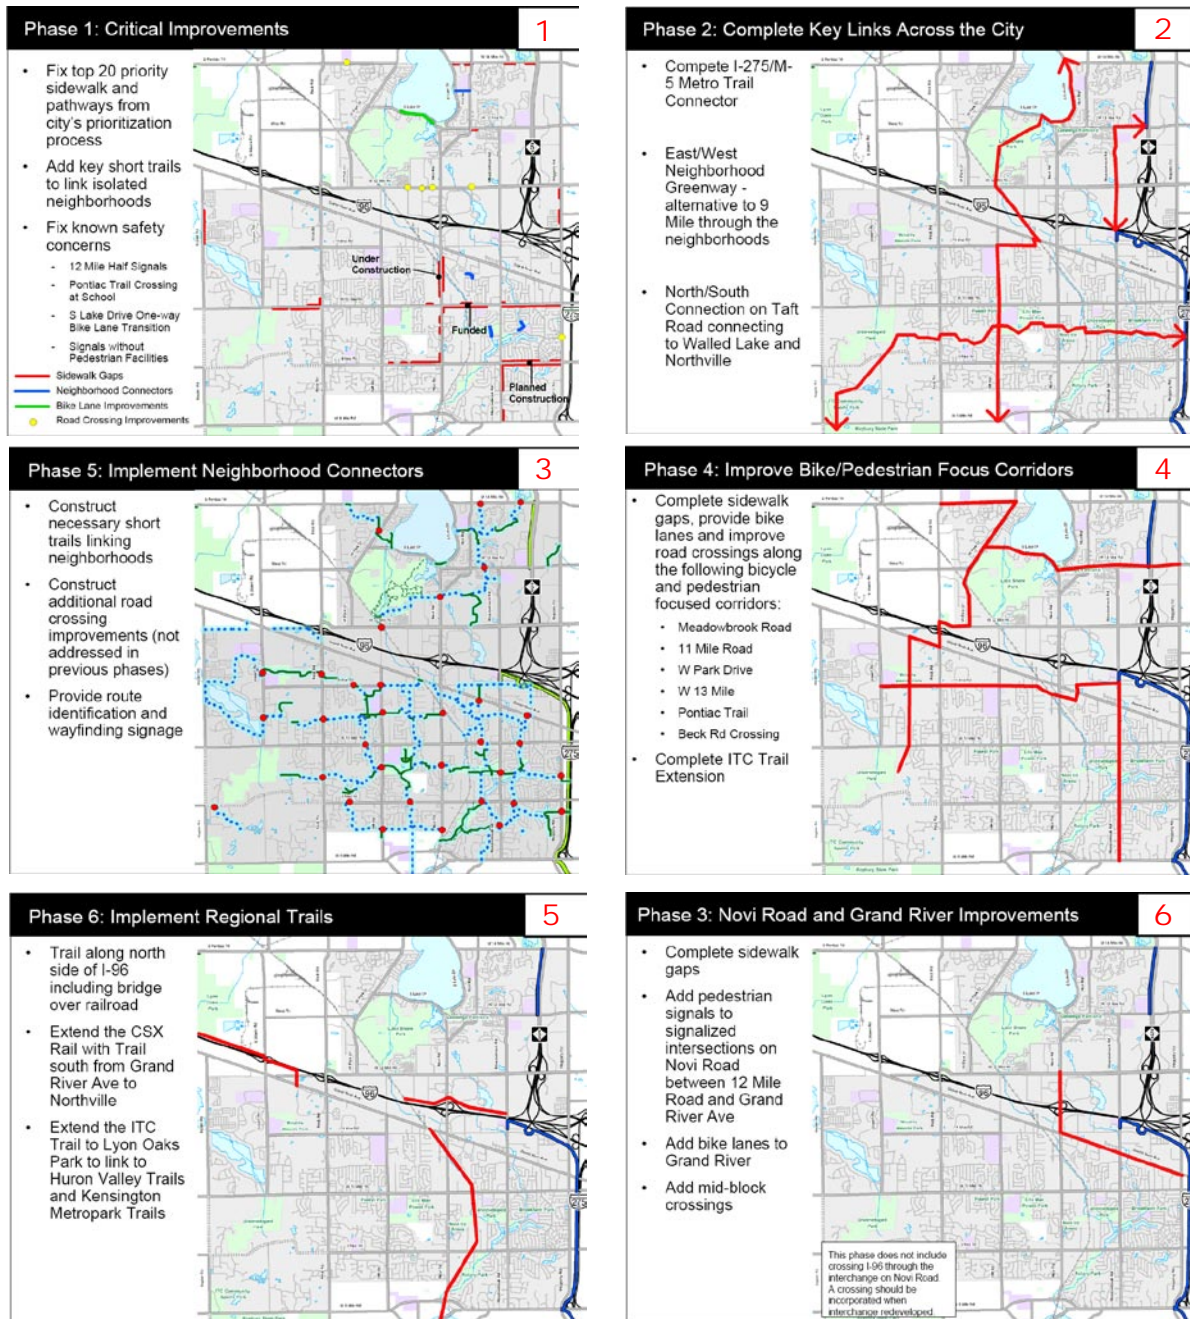 Phase 1: Critical Improvements
1
• Fix top 20 priority
sidewalk and
pathways from
city's prioritization
process
• Add key short trails
to link isolated
neighborhoods
• Fix known safety
concerns
- 12 Mile Half Signals
- Pontiac Trail Crossing
at School
- S Lake Drive One-way
Bike Lane Transition
- Signals without
Pedestrian Facilities
Sidewalk Gaps
Neighborhood Connectors
Bike Lane Improvements
Road Crossing Improvements
96
Under
Construction
Funded
275
Planned
Construction
Phase 2: Complete Key Links Across the City
2
• Compete I-275/M-
5 Metro Trail
Connector
• East/West
Neighborhood
Greenway -
alternative to 9
Mile through the
neighborhoods
• North/South
Connection on Taft
Road connecting
to Walled Lake and
Northville
96
275
Phase 5: Implement Neighborhood Connectors
3
• Construct
necessary short
trails linking
neighborhoods
• Construct
additional road
crossing
improvements (not
addressed in
previous phases)
• Provide route
identification and
wayfinding signage
96
275
Phase 4: Improve Bike/Pedestrian Focus Corridors
4
• Complete sidewalk
gaps, provide bike
lanes and improve
road crossings along
the following bicycle
and pedestrian
focused corridors:
• Meadowbrook Road
• 11 Mile Road
• W Park Drive
• W 13 Mile
• Pontiac Trail
• Beck Rd Crossing
• Complete ITC Trail
Extension
96
275
Phase 6: Implement Regional Trails
5
• Trail along north
side of I-96
including bridge
over railroad
• Extend the CSX
Rail with Trail
south from Grand
River Ave to
Northville
• Extend the ITC
Trail to Lyon Oaks
Park to link to
Huron Valley Trails
and Kensington
Metropark Trails
96
275
Phase 3: Novi Road and Grand River Improvements
6
• Complete sidewalk
gaps
• Add pedestrian
signals to
signalized
intersections on
Novi Road
between 12 Mile
Road and Grand
River Ave
• Add bike lanes to
Grand River
• Add mid-block
crossings
96
275
This phase does not include
crossing I-96 through the
interchange on Novi Road.
A crossing should be
incorporated when
interchange redeveloped.